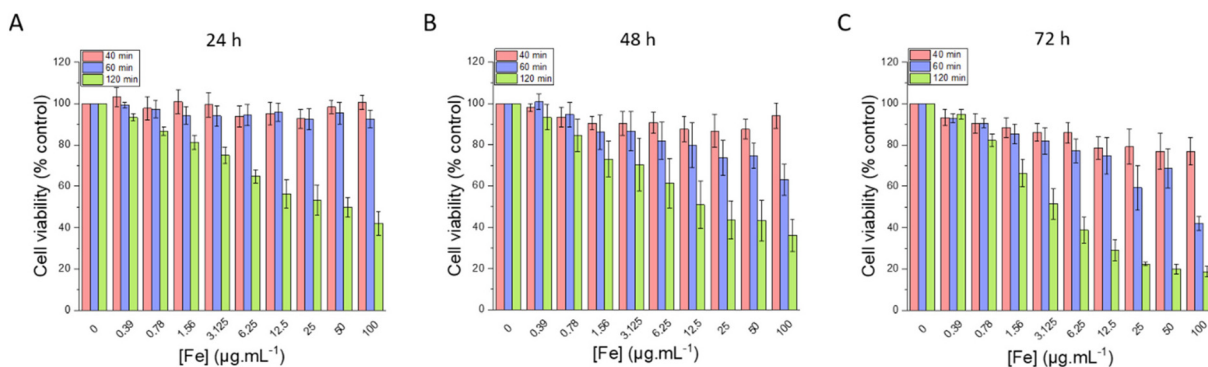 A
24 h
Cell viability (% control)
120
100
80
60
40
20
0
40 min
60 min
120 min
0
0.39
0.78
1.56
3.125
6.25
12.5
25
50
100
[Fe] (µg.mL⁻¹)
B
48 h
Cell viability (% control)
120
100
80
60
40
20
0
40 min
60 min
120 min
0
0.39
0.78
1.56
3.125
6.25
12.5
25
50
100
[Fe] (µg.mL⁻¹)
C
72 h
Cell viability (% control)
120
100
80
60
40
20
0
40 min
60 min
120 min
0
0.39
0.78
1.56
3.125
6.25
12.5
25
50
100
[Fe] (µg.mL⁻¹)